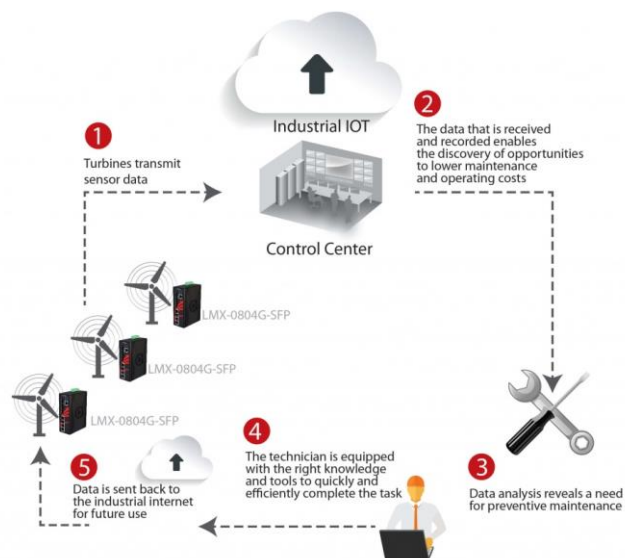 Industrial IOT
Control Center
1
Turbines transmit
sensor data
2
The data that is received
and recorded enables
the discovery of opportunities
to lower maintenance
and operating costs
LMX-0804G-SFP
LMX-0804G-SFP
LMX-0804G-SFP
3
Data analysis reveals a need
for preventive maintenance
4
The technician is equipped
with the right knowledge
and tools to quickly and
efficiently complete the task
5
Data is sent back to
the industrial internet
for future use